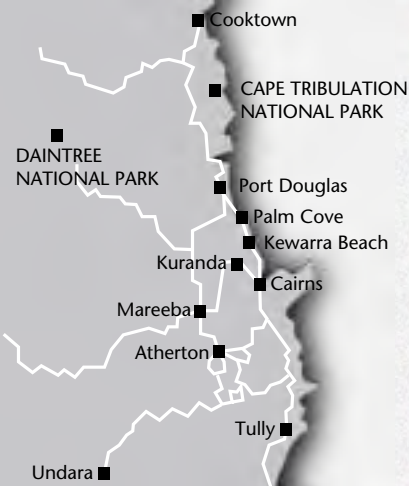 Cooktown
CAPE TRIBULATION
NATIONAL PARK
DAINTREE
NATIONAL PARK
Port Douglas
Palm Cove
Kewarra Beach
Kuranda
Cairns
Mareeba
Atherton
Tully
Undara